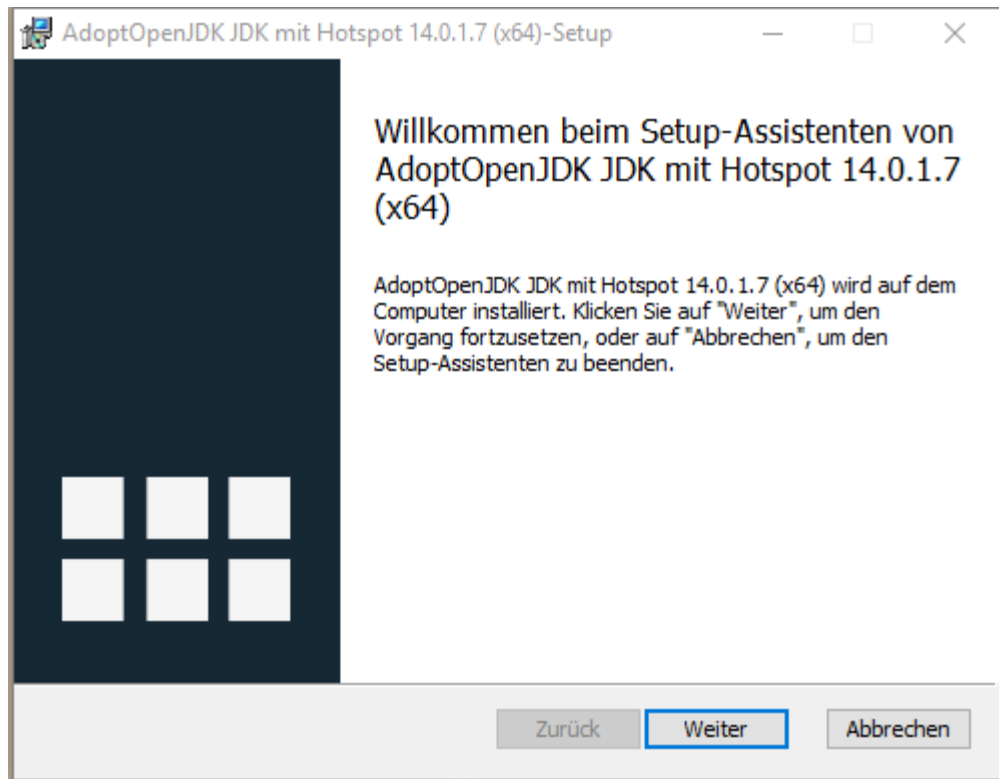 AdoptOpenJDK JDK mit Hotspot 14.0.1.7 (x64)-Setup
Willkommen beim Setup-Assistenten von
AdoptOpenJDK JDK mit Hotspot 14.0.1.7
(x64)
AdoptOpenJDK JDK mit Hotspot 14.0.1.7 (x64) wird auf dem
Computer installiert. Klicken Sie auf "Weiter", um den
Vorgang fortzusetzen, oder auf "Abbrechen", um den
Setup-Assistenten zu beenden.
Zurück Weiter Abbrechen